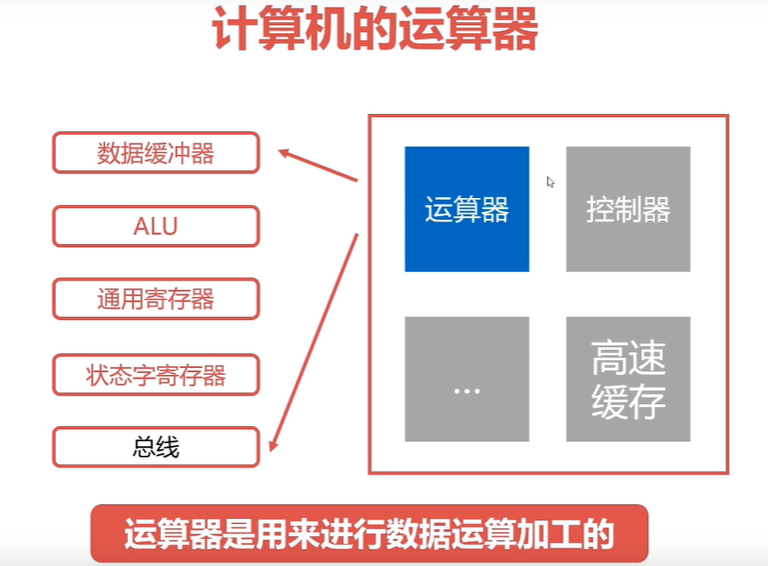 计算机的运算器
数据缓冲器
ALU
通用寄存器
状态字寄存器
总线
运算器
控制器
...
高速
缓存
运算器是用来进行数据运算加工的